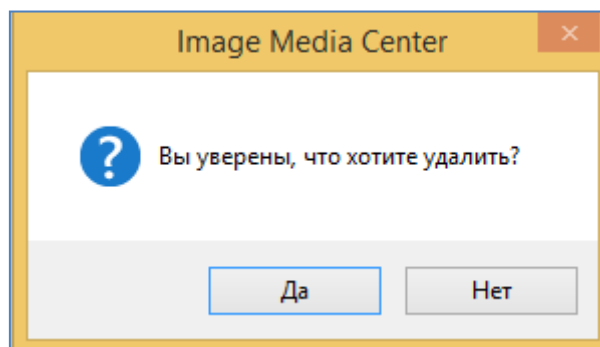 Image Media Center
Вы уверены, что хотите удалить?
Да
Нет